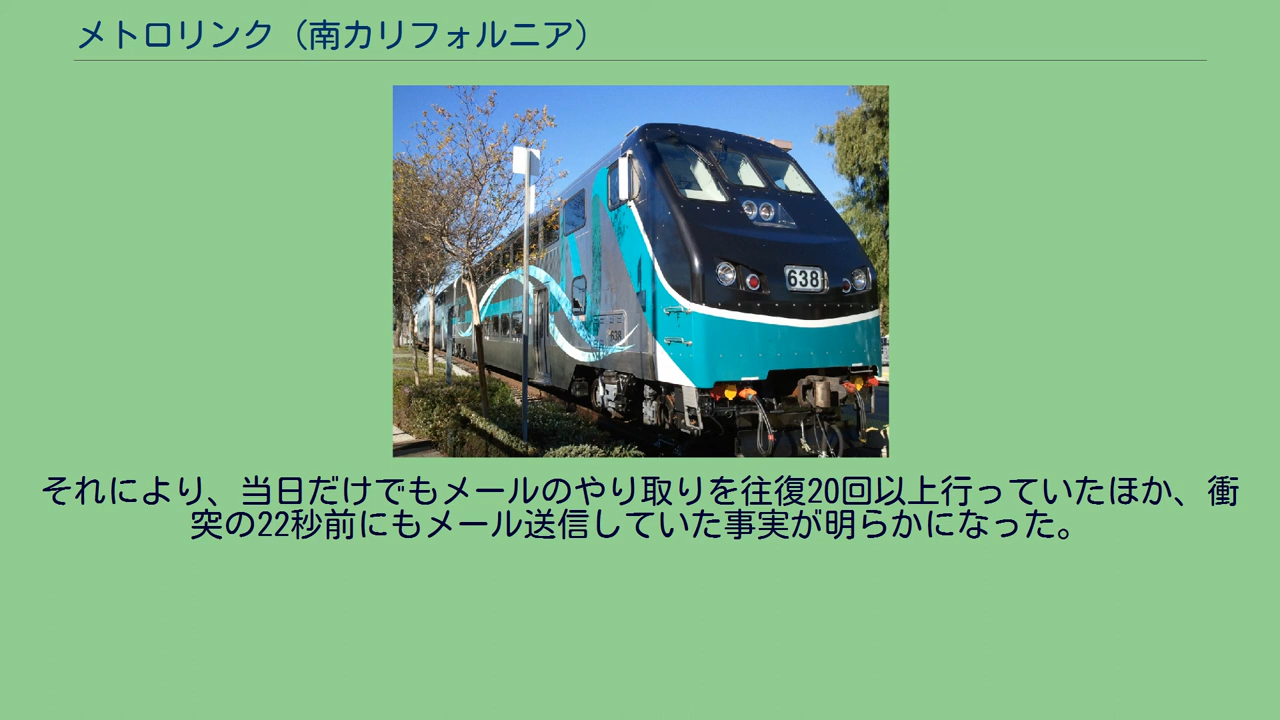 メトロリンク（南カリフォルニア）
638
638
それにより、当日だけでもメールのやり取りを往復20回以上行っていたほか、衝
突の22秒前にもメール送信していた事実が明らかになった。